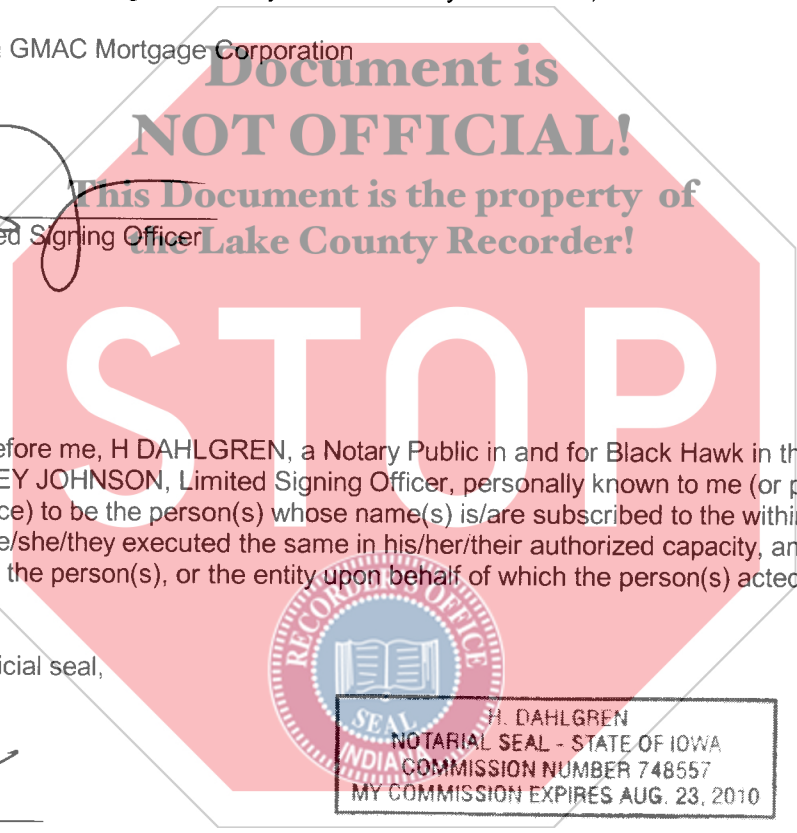 GMAC Mortgage Corporation
Document is
NOT OFFICIAL!
This Document is the property of
the Lake County Recorder!
Signing Officer
STOP
efore me, H DAHLGREN, a Notary Public in and for Black Hawk in th
EY JOHNSON, Limited Signing Officer, personally known to me (or p
ce) to be the person(s) whose name(s) is/are subscribed to the withi
e/she/they executed the same in his/her/their authorized capacity, an
the person(s), or the entity upon behalf of which the person(s) acted
icial seal,
RECORDER'S OFFICE
SEAL
INDIANA
H. DAHLGREN
NOTARIAL SEAL - STATE OF IOWA
COMMISSION NUMBER 748557
MY COMMISSION EXPIRES AUG. 23, 2010